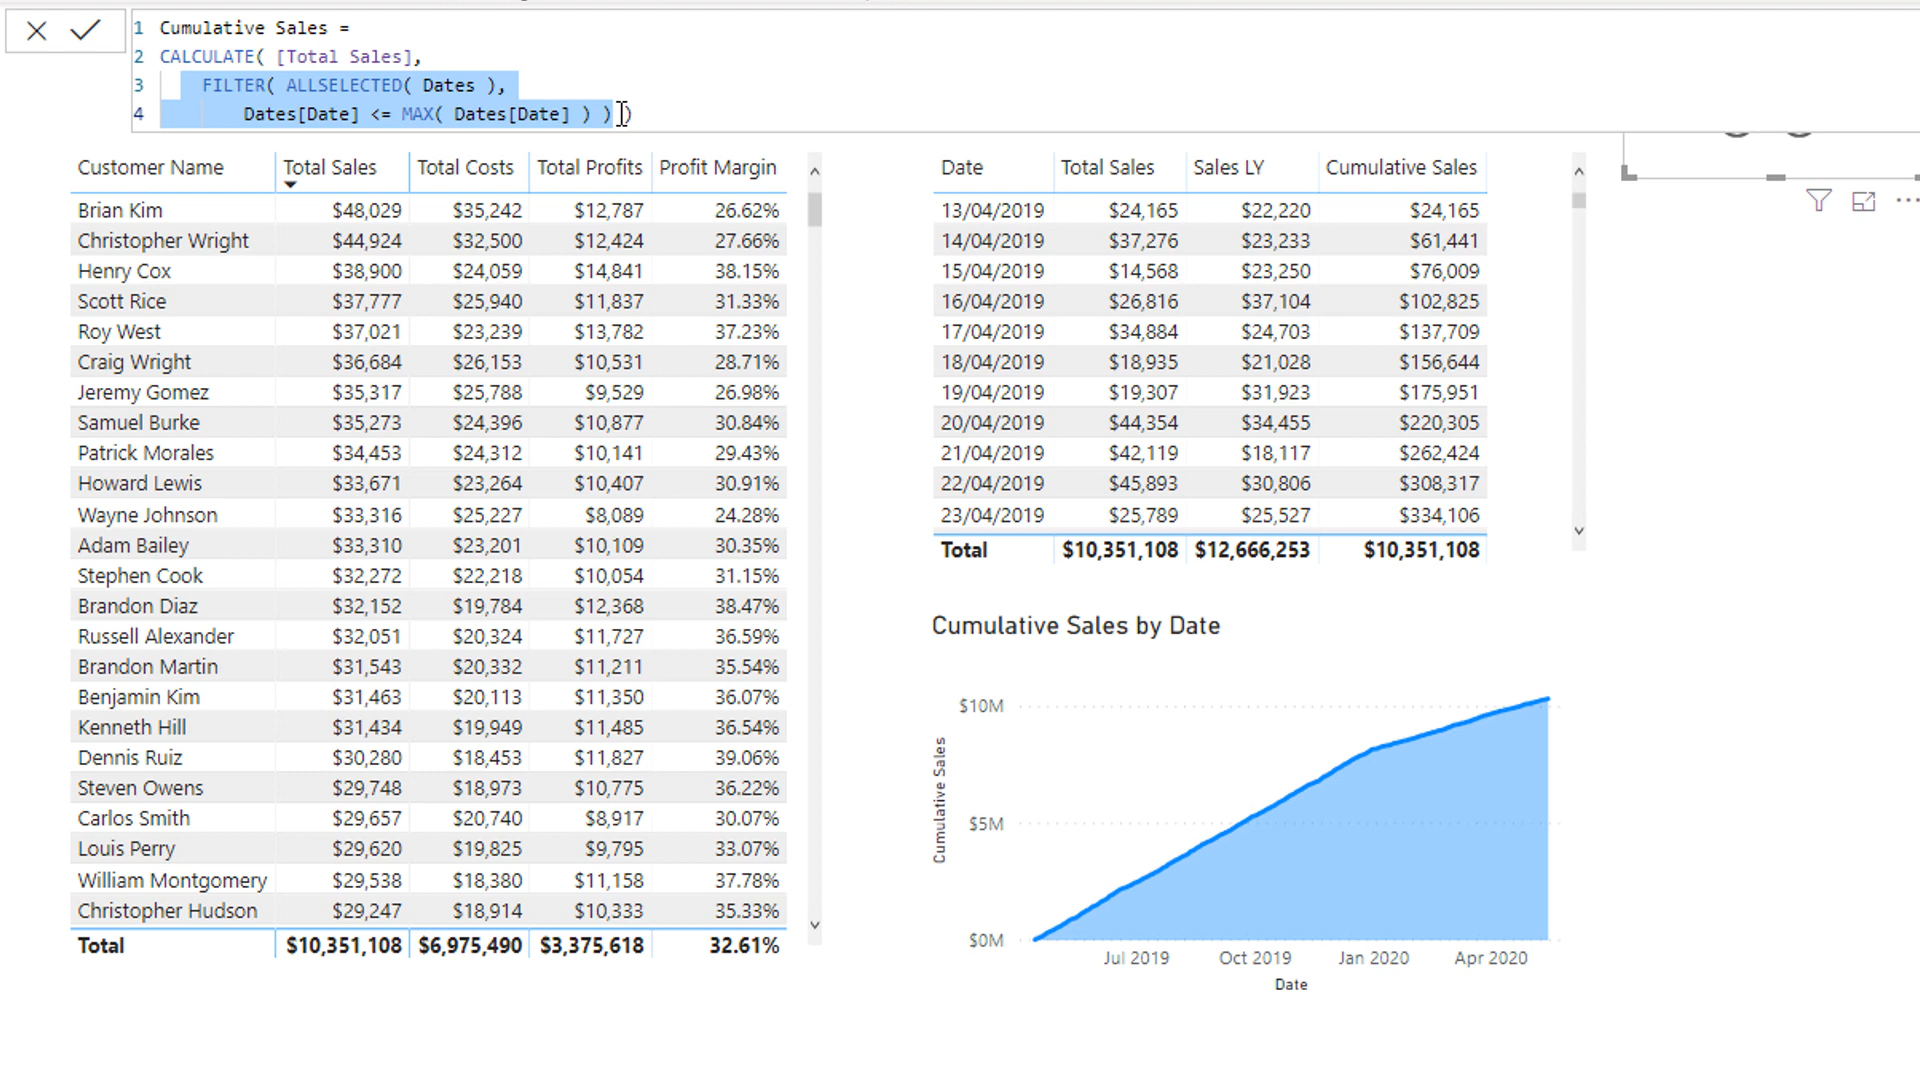 1 Cumulative Sales =
2 CALCULATE( [Total Sales],
3 FILTER( ALLSELECTED( Dates ),
4 Dates[Date] <= MAX( Dates[Date] ) ) )
Customer Name Total Sales Total Costs Total Profits Profit Margin
Brian Kim $48,029 $35,242 $12,787 26.62%
Christopher Wright $44,924 $32,500 $12,424 27.66%
Henry Cox $38,900 $24,059 $14,841 38.15%
Scott Rice $37,777 $25,940 $11,837 31.33%
Roy West $37,021 $23,239 $13,782 37.23%
Craig Wright $36,684 $26,153 $10,531 28.71%
Jeremy Gomez $35,317 $25,788 $9,529 26.98%
Samuel Burke $35,273 $24,396 $10,877 30.84%
Patrick Morales $34,453 $24,312 $10,141 29.43%
Howard Lewis $33,671 $23,264 $10,407 30.91%
Wayne Johnson $33,316 $25,227 $8,089 24.28%
Adam Bailey $33,310 $23,201 $10,109 30.35%
Stephen Cook $32,272 $22,218 $10,054 31.15%
Brandon Diaz $32,152 $19,784 $12,368 38.47%
Russell Alexander $32,051 $20,324 $11,727 36.59%
Brandon Martin $31,543 $20,332 $11,211 35.54%
Benjamin Kim $31,463 $20,113 $11,350 36.07%
Kenneth Hill $31,434 $19,949 $11,485 36.54%
Dennis Ruiz $30,280 $18,453 $11,827 39.06%
Steven Owens $29,748 $18,973 $10,775 36.22%
Carlos Smith $29,657 $20,740 $8,917 30.07%
Louis Perry $29,620 $19,825 $9,795 33.07%
William Montgomery $29,538 $18,380 $11,158 37.78%
Christopher Hudson $29,247 $18,914 $10,333 35.33%
Total $10,351,108 $6,975,490 $3,375,618 32.61%
Date Total Sales Sales LY Cumulative Sales
13/04/2019 $24,165 $22,220 $24,165
14/04/2019 $37,276 $23,233 $61,441
15/04/2019 $14,568 $23,250 $76,009
16/04/2019 $26,816 $37,104 $102,825
17/04/2019 $34,884 $24,703 $137,709
18/04/2019 $18,935 $21,028 $156,644
19/04/2019 $19,307 $31,923 $175,951
20/04/2019 $44,354 $34,455 $220,305
21/04/2019 $42,119 $18,117 $262,424
22/04/2019 $45,893 $30,806 $308,317
23/04/2019 $25,789 $25,527 $334,106
Total $10,351,108 $12,666,253 $10,351,108
Cumulative Sales by Date
Cumulative Sales
$10M
$5M
$0M
Jul 2019 Oct 2019 Jan 2020 Apr 2020
Date